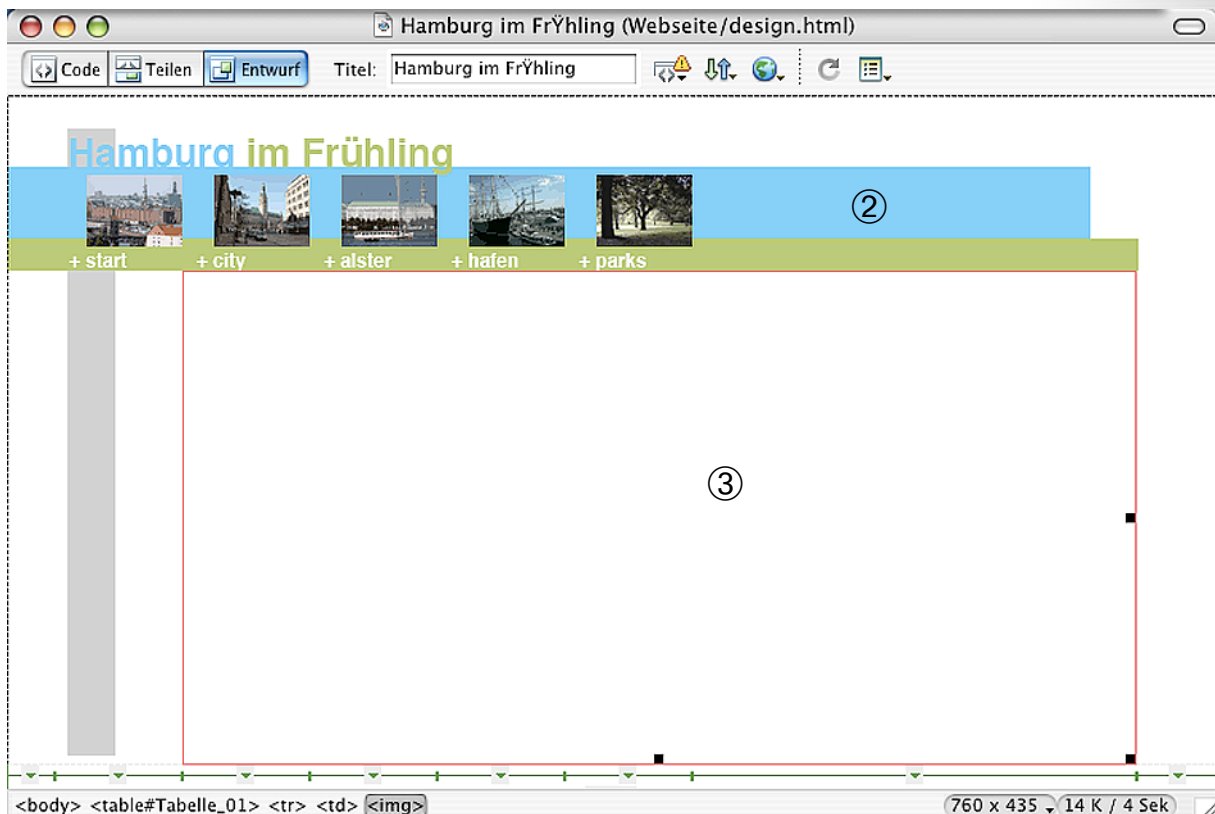 Hamburg im FrŸhling (Webseite/design.html)
Code Teilen Entwurf Titel: Hamburg im FrŸhling
Hamburg im Frühling
②
+ start + city + alster + hafen + parks
③
<body> <table#Tabelle_01> <tr> <td> <img> 760 x 435 14 K / 4 Sek